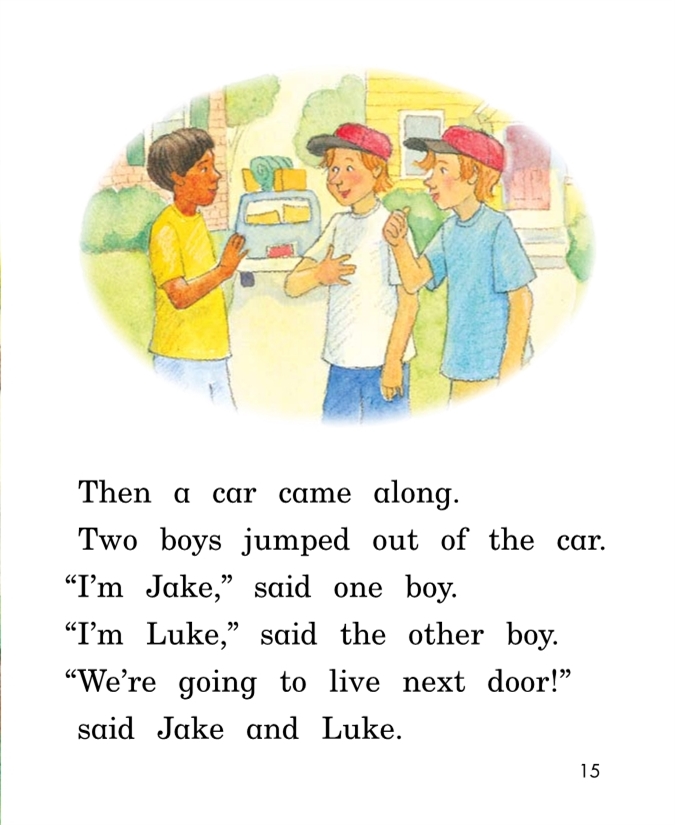 Then a car came along.
Two boys jumped out of the car.
“I’m Jake,” said one boy.
“I’m Luke,” said the other boy.
“We’re going to live next door!”
said Jake and Luke.
15